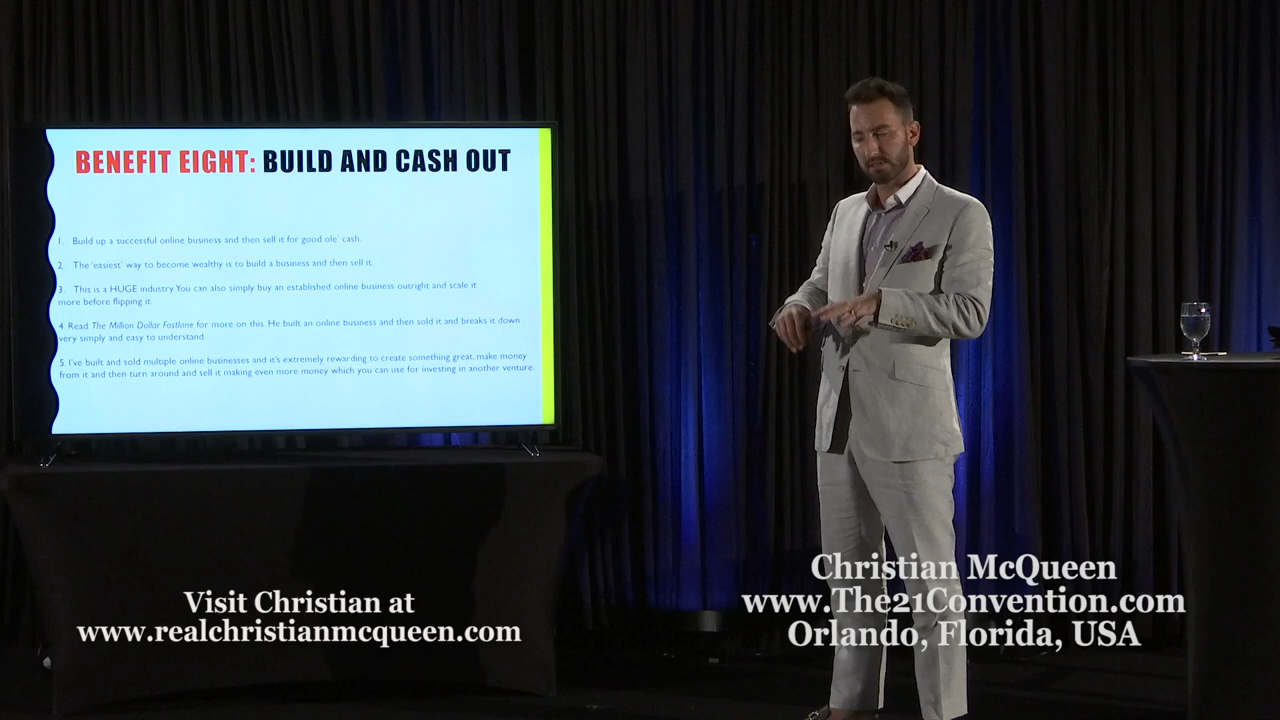 BENEFIT EIGHT: BUILD AND CASH OUT
1. Build up a successful online business and then sell it for good ole' cash.
2. The 'easiest' way to become wealthy is to build a business and then sell it.
3. This is a HUGE industry. You can also simply buy an established online business outright and scale it
more before flipping it.
4. Read The Million Dollar Fastlane for more on this. He built an online business and then sold it and breaks it down
very simply and easy to understand.
5. I've built and sold multiple online businesses and it's extremely rewarding to create something great, make money
from it and then turn around and sell it making even more money which you can use for investing in another venture.
Visit Christian at
www.realchristianmcqueen.com
Christian McQueen
www.The21Convention.com
Orlando, Florida, USA